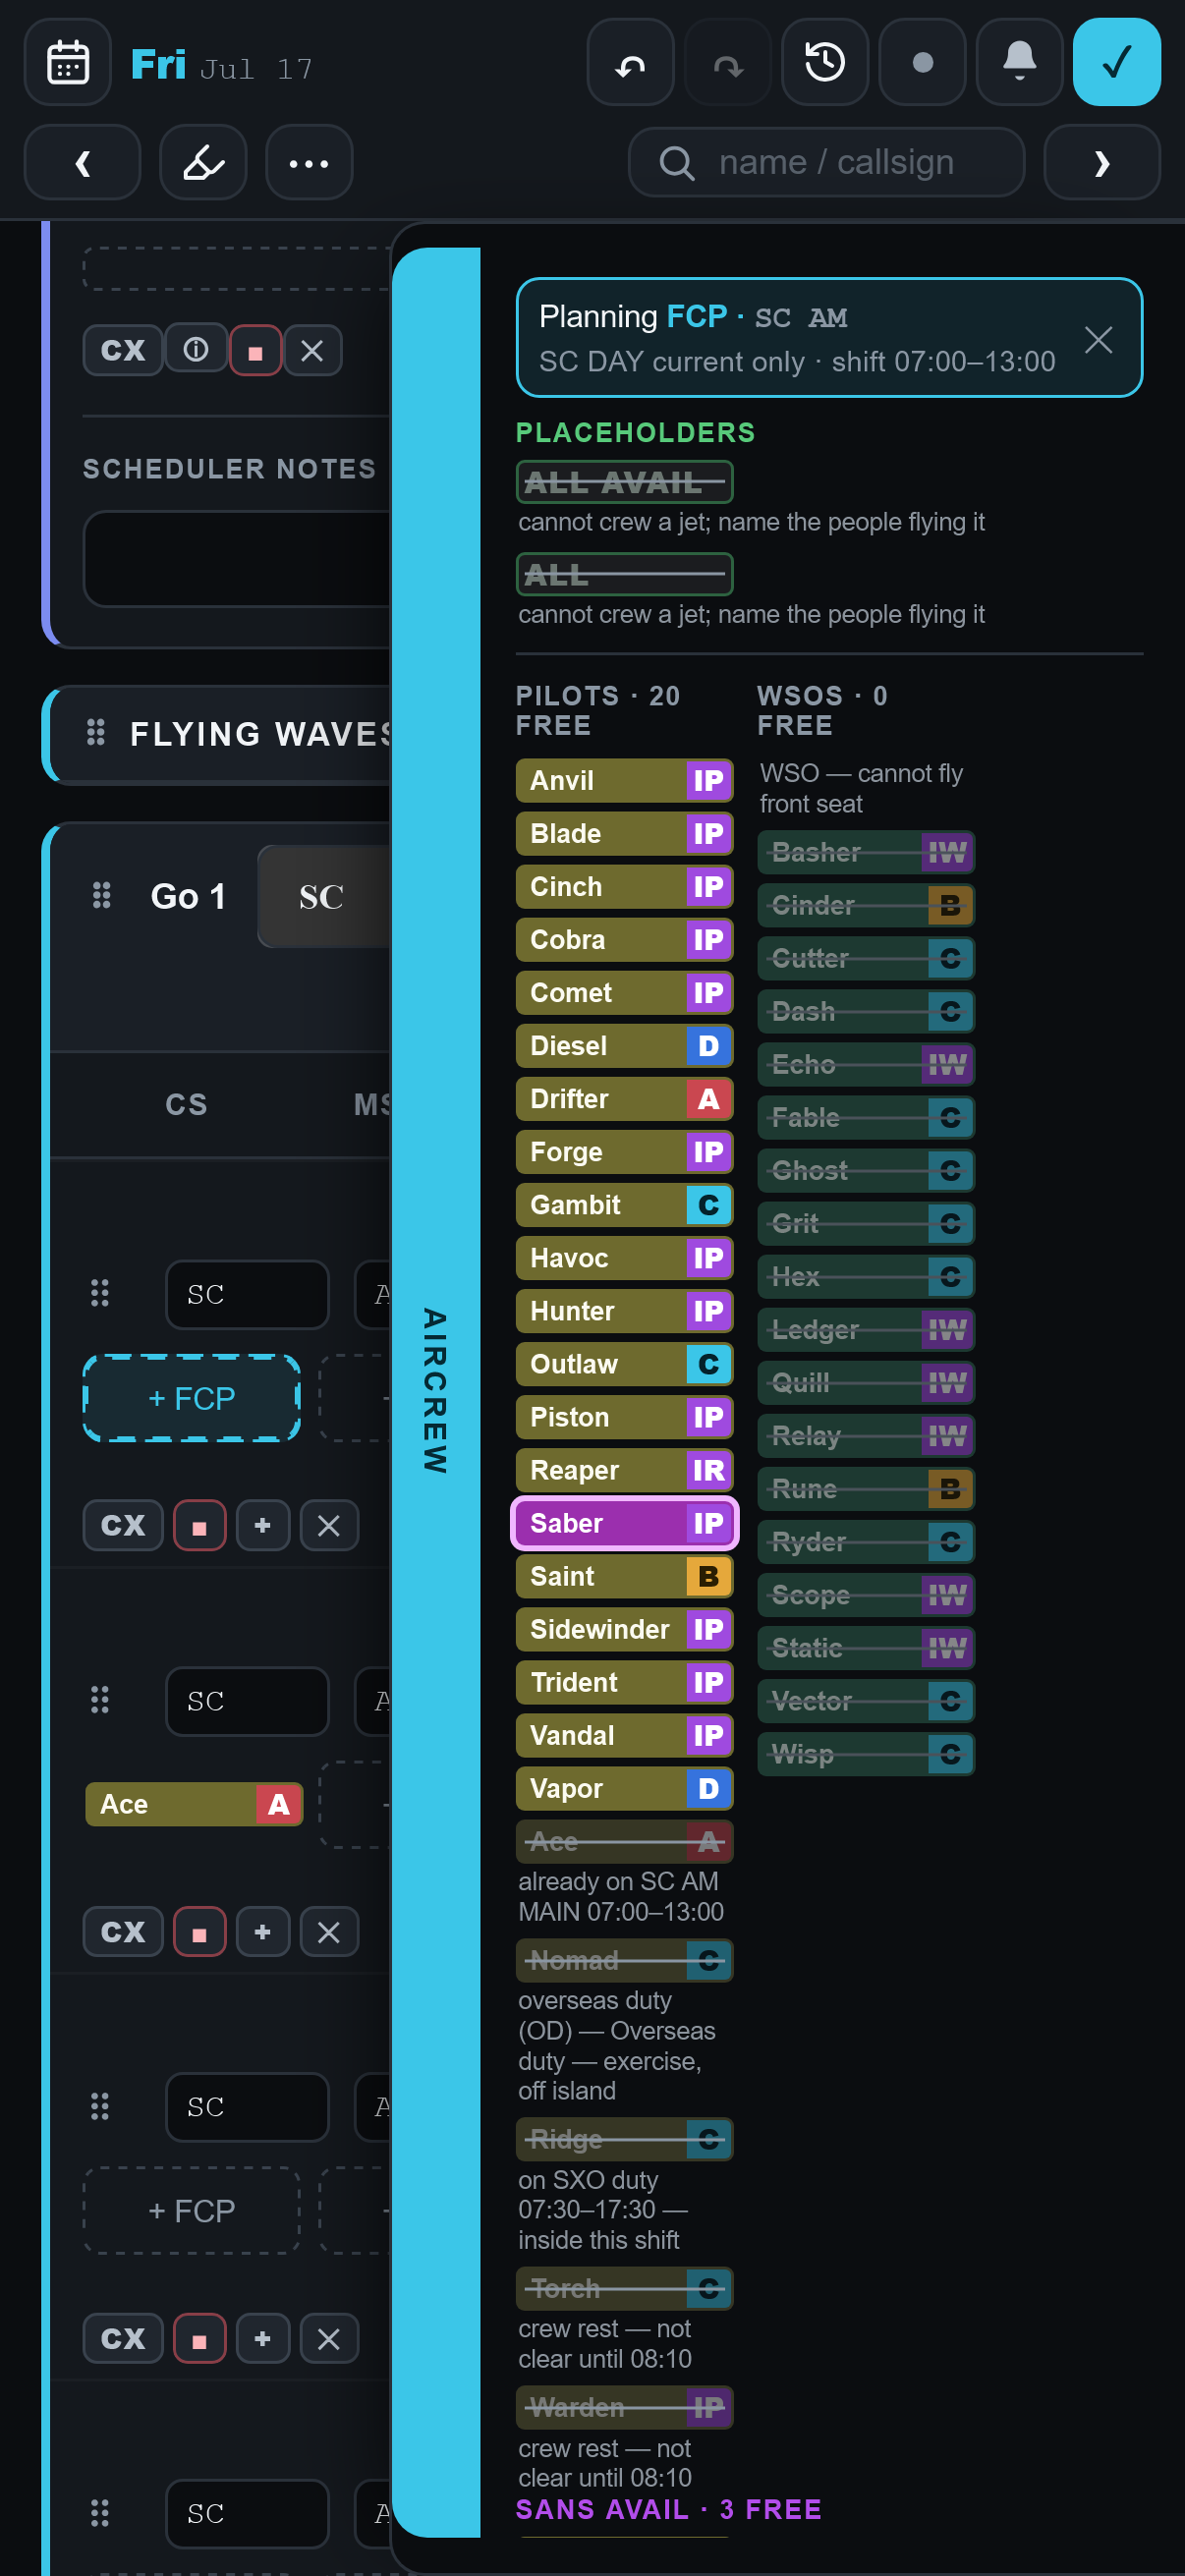 Fri Jul 17
name / callsign
CX
SCHEDULER NOTES
FLYING WAVES
Go 1 SC
CS
SC
+ FCP
CX
+
SC
Ace A
CX
+
SC
+ FCP
CX
+
SC
AIRCREW
Planning FCP · SC AM
SC DAY current only · shift 07:00–13:00
PLACEHOLDERS
ALL AVAIL
cannot crew a jet; name the people flying it
ALL
cannot crew a jet; name the people flying it
PILOTS · 20
FREE
Anvil IP
Blade IP
Cinch IP
Cobra IP
Comet IP
Diesel D
Drifter A
Forge IP
Gambit C
Havoc IP
Hunter IP
Outlaw C
Piston IP
Reaper IR
Saber IP
Saint B
Sidewinder IP
Trident IP
Vandal IP
Vapor D
Ace A
already on SC AM
MAIN 07:00–13:00
Nomad C
overseas duty
(OD) — Overseas
duty — exercise,
off island
Ridge C
on SXO duty
07:30–17:30 —
inside this shift
Torch C
crew rest — not
clear until 08:10
Warden IP
crew rest — not
clear until 08:10
WSOS · 0
FREE
WSO — cannot fly
front seat
Basher IW
Cinder B
Cutter C
Dash C
Echo IW
Fable C
Ghost C
Grit C
Hex C
Ledger IW
Quill IW
Relay IW
Rune B
Ryder C
Scope IW
Static IW
Vector C
Wisp C
SANS AVAIL · 3 FREE